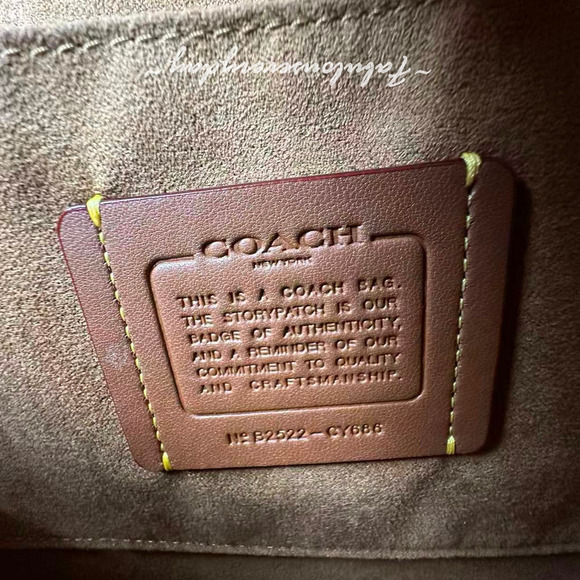 ~Fabulouseveryday~
COACH
NEW YORK
THIS IS A COACH BAG.
THE STORYPATCH IS OUR
BADGE OF AUTHENTICITY,
AND A REMINDER OF OUR
COMMITMENT TO QUALITY
AND CRAFTSMANSHIP.
Nº B2522-CY686